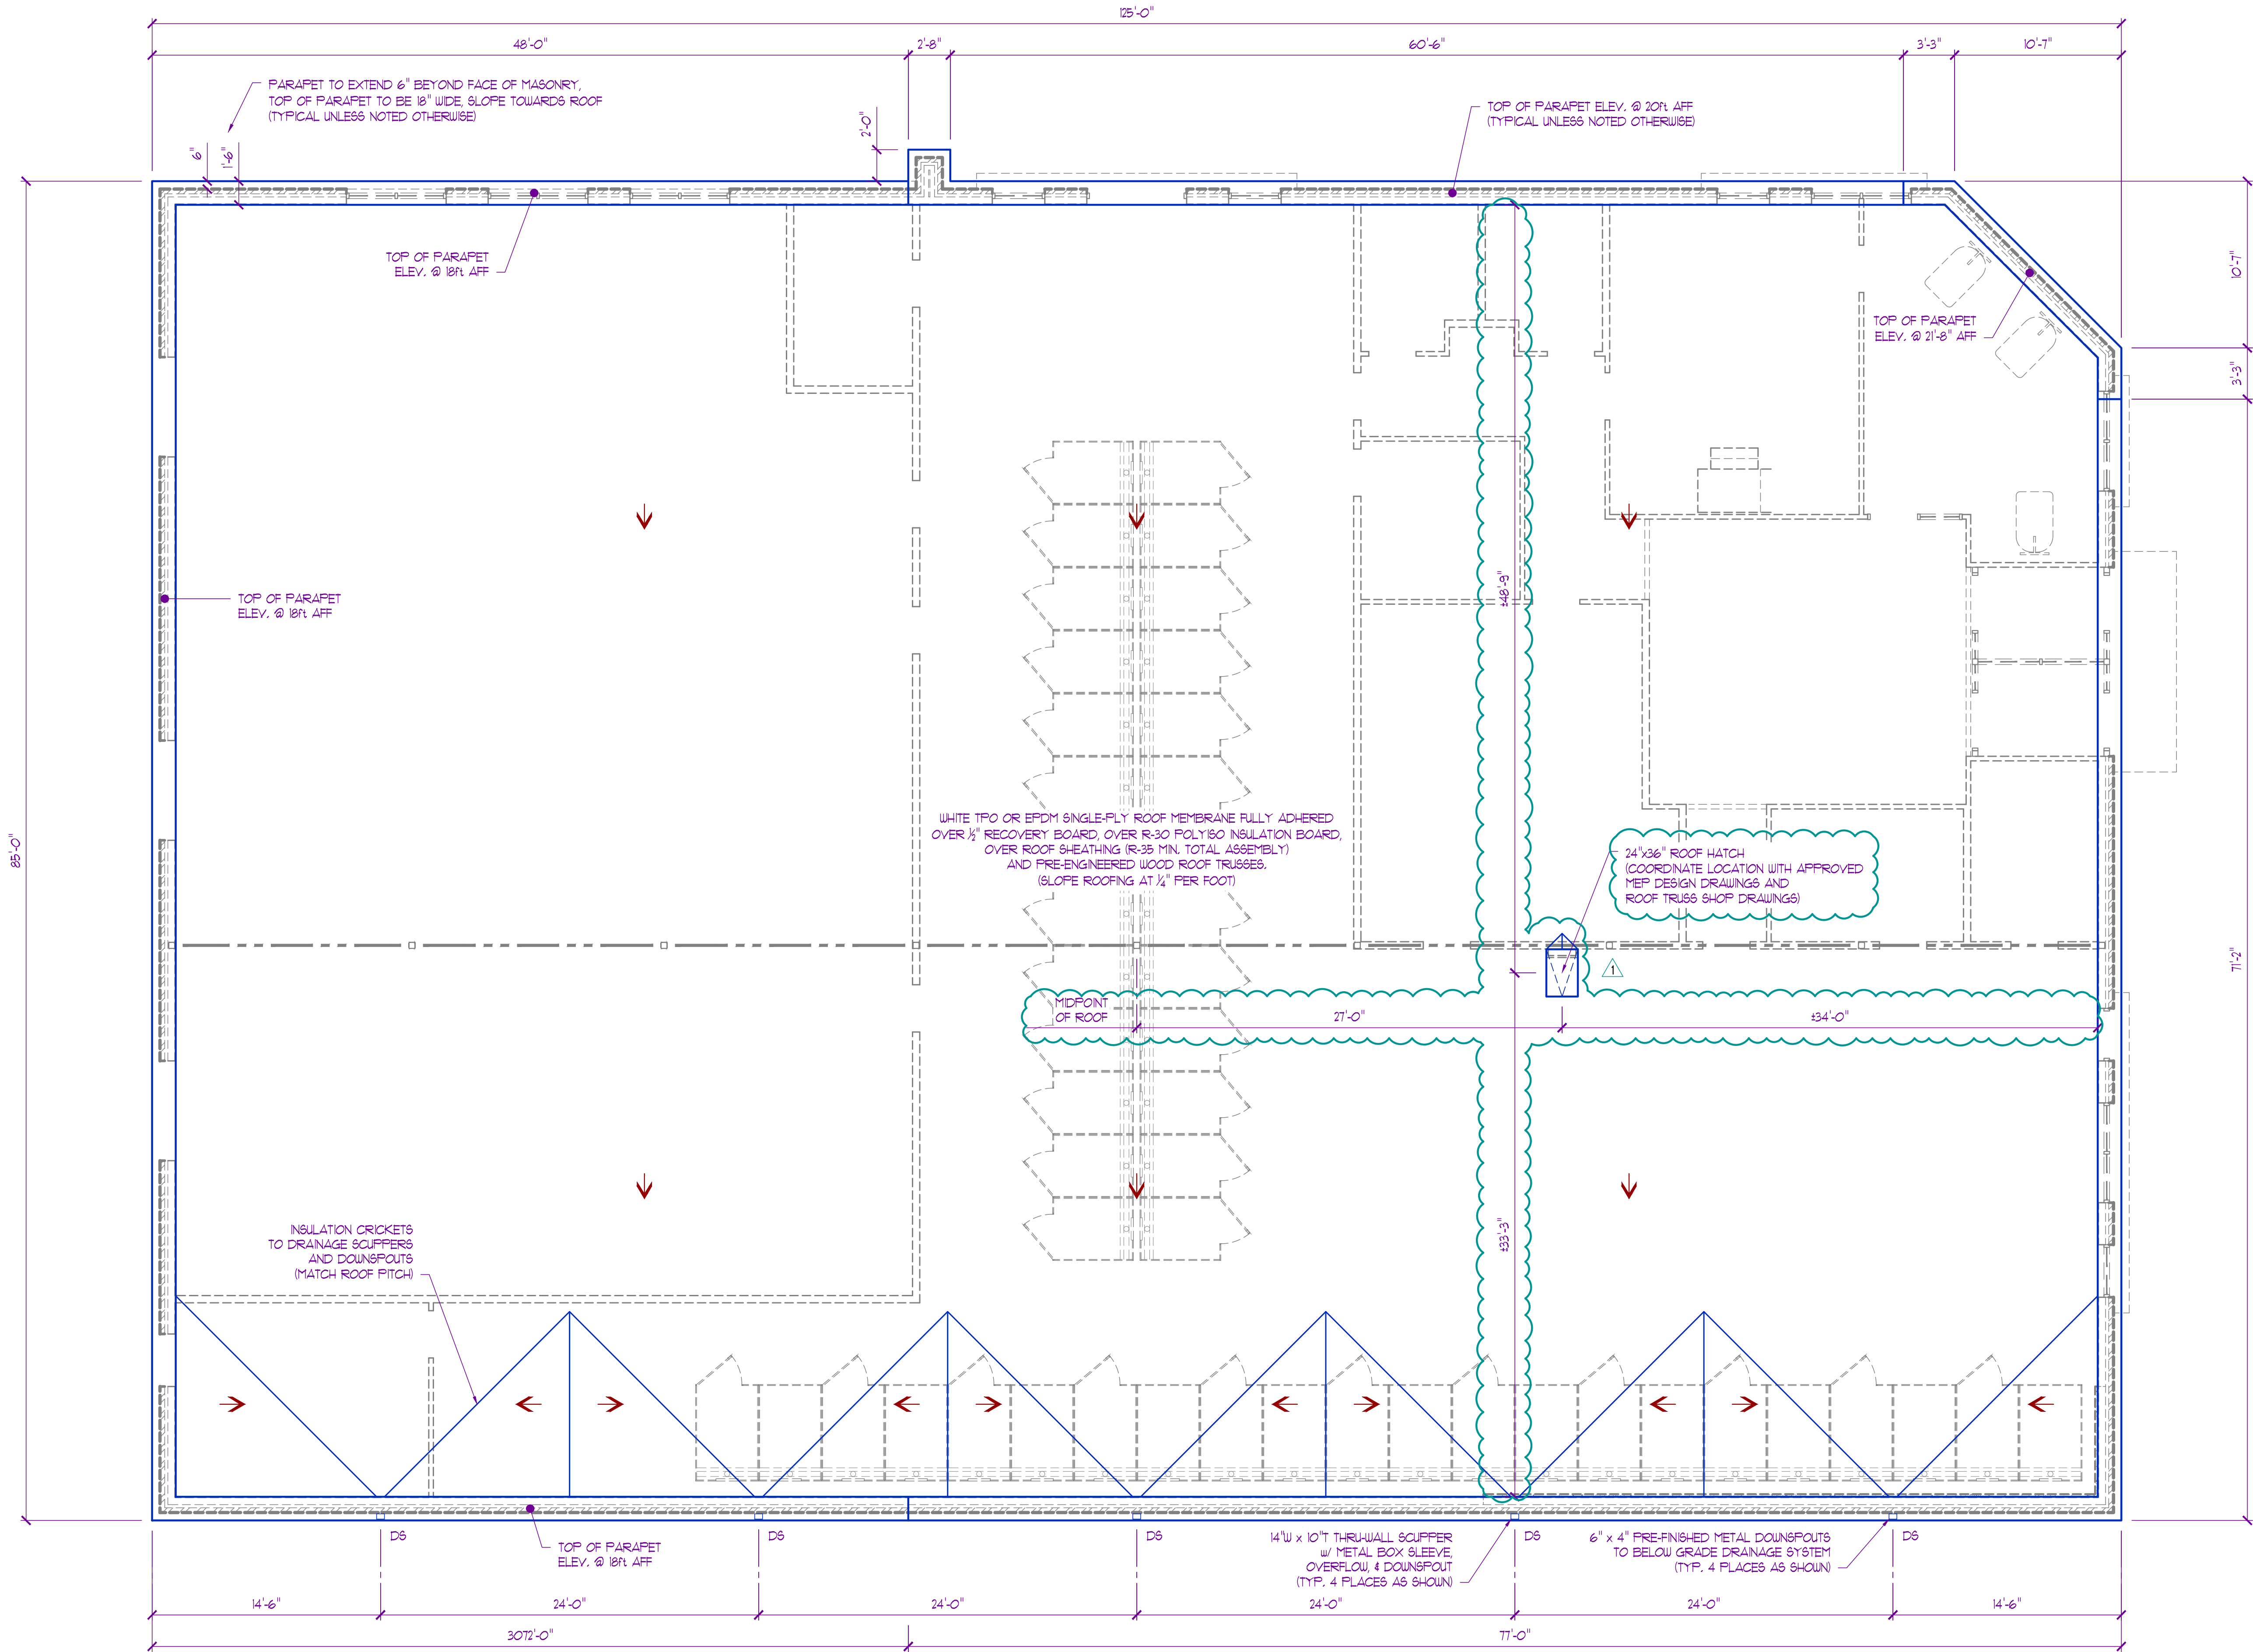 125'-0"
48'-0"
2'-8"
60'-6"
3'-3"
10'-7"
PARAPET TO EXTEND 6" BEYOND FACE OF MASONRY,
TOP OF PARAPET TO BE 18" WIDE, SLOPE TOWARDS ROOF
(TYPICAL UNLESS NOTED OTHERWISE)
TOP OF PARAPET ELEV. @ 20ft AFF
(TYPICAL UNLESS NOTED OTHERWISE)
2'-0"
6"
1'-6"
TOP OF PARAPET
ELEV. @ 18ft AFF
10'-7"
TOP OF PARAPET
ELEV. @ 21'-8" AFF
3'-3"
±48'-9"
TOP OF PARAPET
ELEV. @ 18ft AFF
WHITE TPO OR EPDM SINGLE-PLY ROOF MEMBRANE FULLY ADHERED
OVER ½" RECOVERY BOARD, OVER R-30 POLYISO INSULATION BOARD,
OVER ROOF SHEATHING (R-35 MIN. TOTAL ASSEMBLY)
AND PRE-ENGINEERED WOOD ROOF TRUSSES.
(SLOPE ROOFING AT ¼" PER FOOT)
85'-0"
24"x36" ROOF HATCH
(COORDINATE LOCATION WITH APPROVED
MEP DESIGN DRAWINGS AND
ROOF TRUSS SHOP DRAWINGS)
1
71'-2"
MIDPOINT
OF ROOF
27'-0"
±34'-0"
±33'-3"
INSULATION CRICKETS
TO DRAINAGE SCUPPERS
AND DOWNSPOUTS
(MATCH ROOF PITCH)
DS
DS
DS
DS
DS
TOP OF PARAPET
ELEV. @ 18ft AFF
14"W x 10"T THRU-WALL SCUPPER
w/ METAL BOX SLEEVE,
OVERFLOW, & DOWNSPOUT
(TYP. 4 PLACES AS SHOWN)
6" x 4" PRE-FINISHED METAL DOWNSPOUTS
TO BELOW GRADE DRAINAGE SYSTEM
(TYP. 4 PLACES AS SHOWN)
14'-6"
24'-0"
24'-0"
24'-0"
24'-0"
14'-6"
3072'-0"
77'-0"